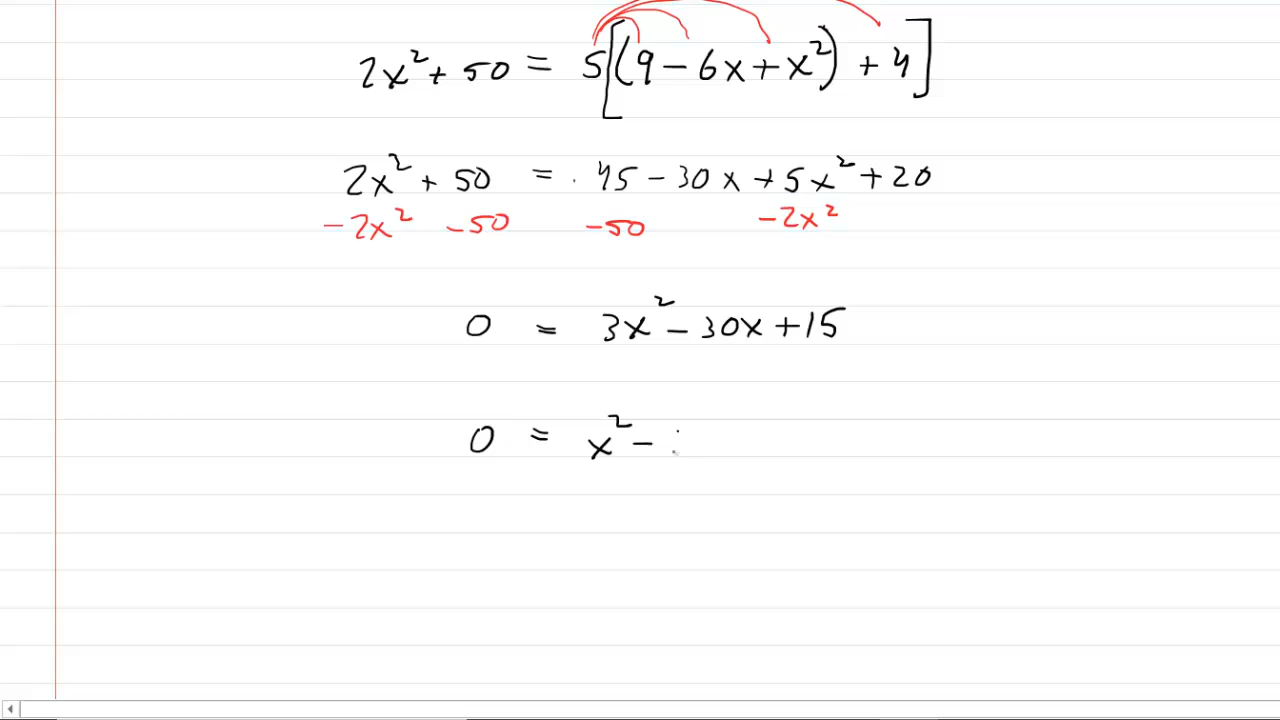 2x² + 50 = 5[(9 - 6x + x²) + 4]
2x² + 50 = 45 - 30x + 5x² + 20
-2x² -50 -50 -2x²
0 = 3x² - 30x + 15
0 = x² -